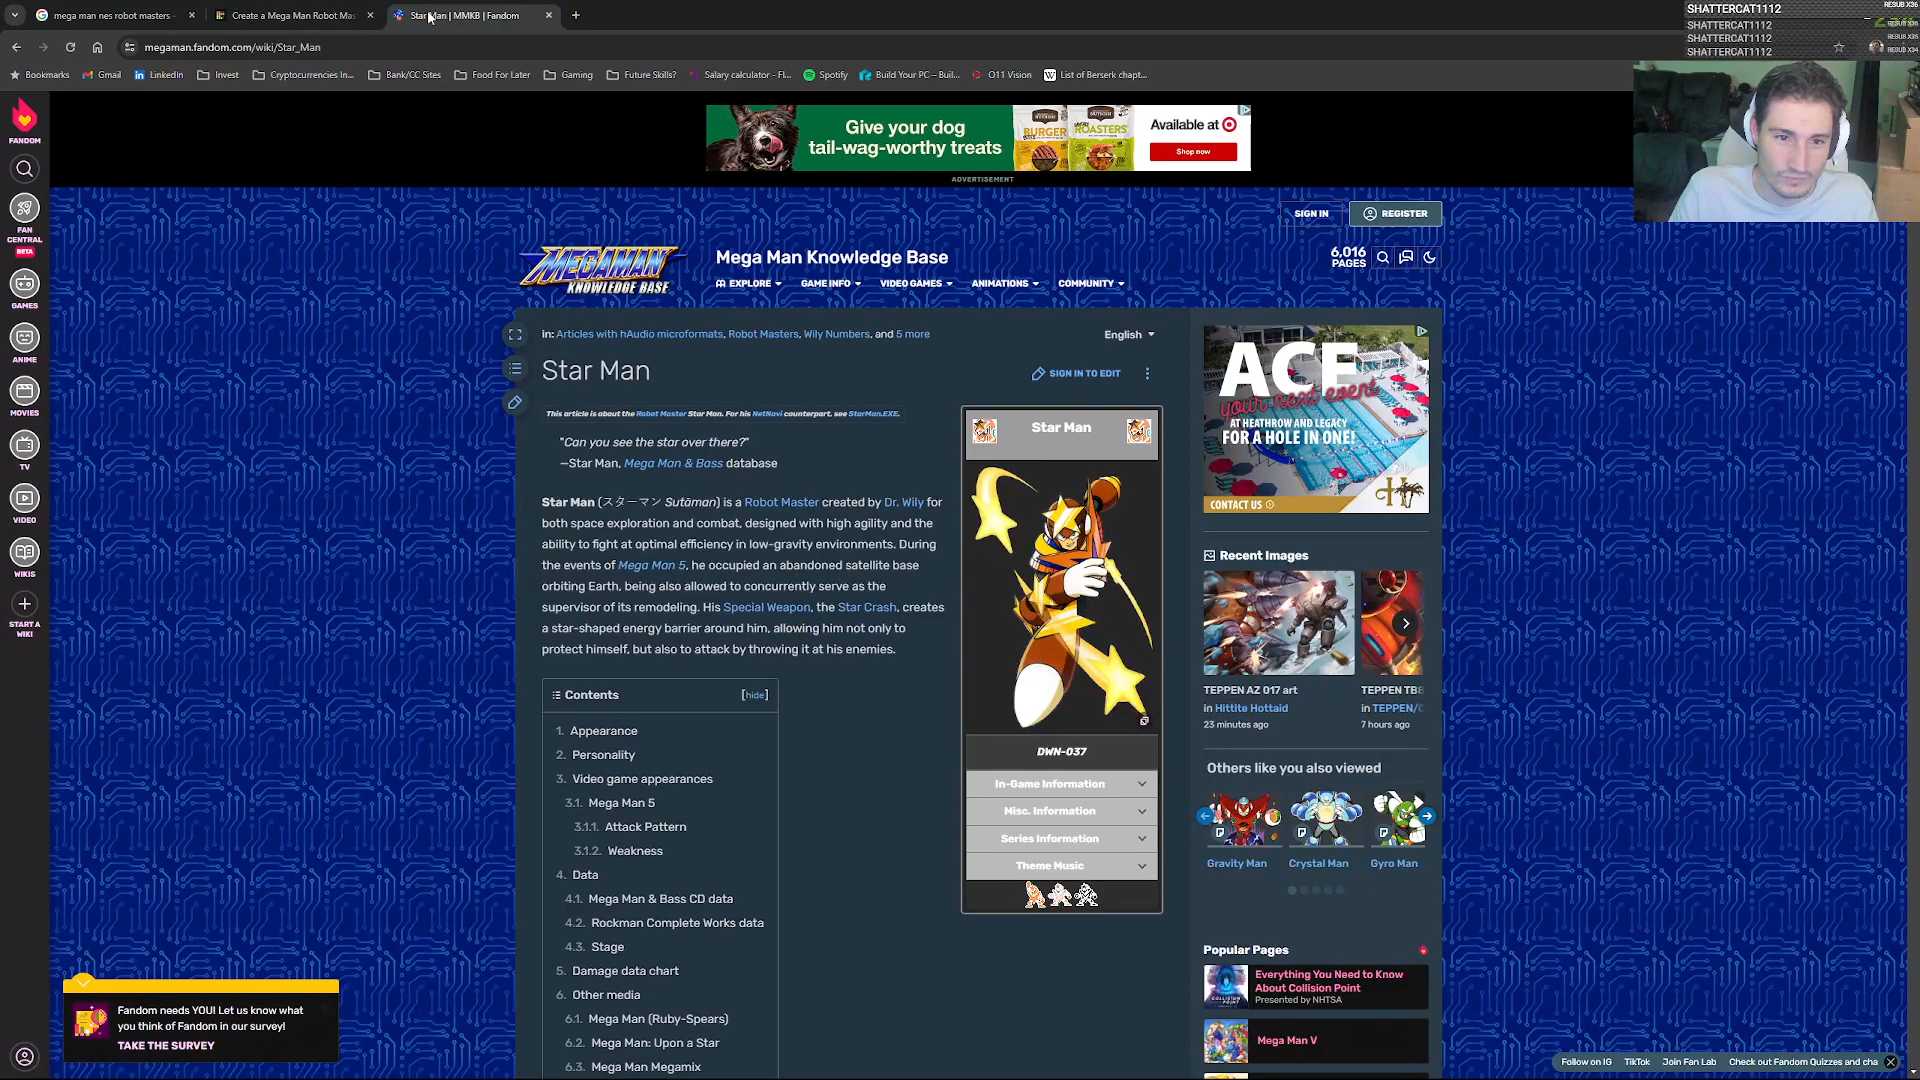 mega man nes robot masters -
Create a Mega Man Robot Mas
Star Man | MMKB | Fandom
megaman.fandom.com/wiki/Star_Man
Bookmarks
Gmail
LinkedIn
Invest
Cryptocurrencies In...
Bank/CC Sites
Food For Later
Gaming
Future Skills?
Salary calculator - Fl...
Spotify
Build Your PC – Buil...
O11 Vision
List of Berserk chapt...
SHATTERCAT1112
RESUB X36
SHATTERCAT1112
RESUB X36
SHATTERCAT1112
RESUB X35
SHATTERCAT1112
RESUB X34
FANDOM
FAN
CENTRAL
BETA
GAMES
ANIME
MOVIES
TV
VIDEO
WIKIS
START A
WIKI
Give your dog
tail-wag-worthy treats
BURGER
ROASTERS
Available at
Shop now
ADVERTISEMENT
SIGN IN
REGISTER
MEGAMAN
KNOWLEDGE BASE
Mega Man Knowledge Base
6,016
PAGES
EXPLORE
GAME INFO
VIDEO GAMES
ANIMATIONS
COMMUNITY
in: Articles with hAudio microformats, Robot Masters, Wily Numbers, and 5 more
English
Star Man
SIGN IN TO EDIT
This article is about the Robot Master Star Man. For his NetNavi counterpart, see StarMan.EXE.
"Can you see the star over there?"
—Star Man, Mega Man & Bass database
Star Man (スターマン Sutāman) is a Robot Master created by Dr. Wily for
both space exploration and combat, designed with high agility and the
ability to fight at optimal efficiency in low-gravity environments. During
the events of Mega Man 5, he occupied an abandoned satellite base
orbiting Earth, being also allowed to concurrently serve as the
supervisor of its remodeling. His Special Weapon, the Star Crash, creates
a star-shaped energy barrier around him, allowing him not only to
protect himself, but also to attack by throwing it at his enemies.
Contents [hide]
1. Appearance
2. Personality
3. Video game appearances
3.1. Mega Man 5
3.1.1. Attack Pattern
3.1.2. Weakness
4. Data
4.1. Mega Man & Bass CD data
4.2. Rockman Complete Works data
4.3. Stage
5. Damage data chart
6. Other media
6.1. Mega Man (Ruby-Spears)
6.2. Mega Man: Upon a Star
6.3. Mega Man Megamix
Star Man
DWN-037
In-Game Information
Misc. Information
Series Information
Theme Music
ACE
your next event
AT HEATHROW AND LEGACY
FOR A HOLE IN ONE!
CONTACT US
H
Recent Images
TEPPEN AZ 017 art
in Hittite Hottaid
23 minutes ago
TEPPEN TB8
in TEPPEN/C
7 hours ago
Others like you also viewed
Gravity Man
Crystal Man
Gyro Man
Popular Pages
Everything You Need to Know
About Collision Point
Presented by NHTSA
Mega Man V
Fandom needs YOU! Let us know what
you think of Fandom in our survey!
TAKE THE SURVEY
Follow on IG
TikTok
Join Fan Lab
Check out Fandom Quizzes and cha